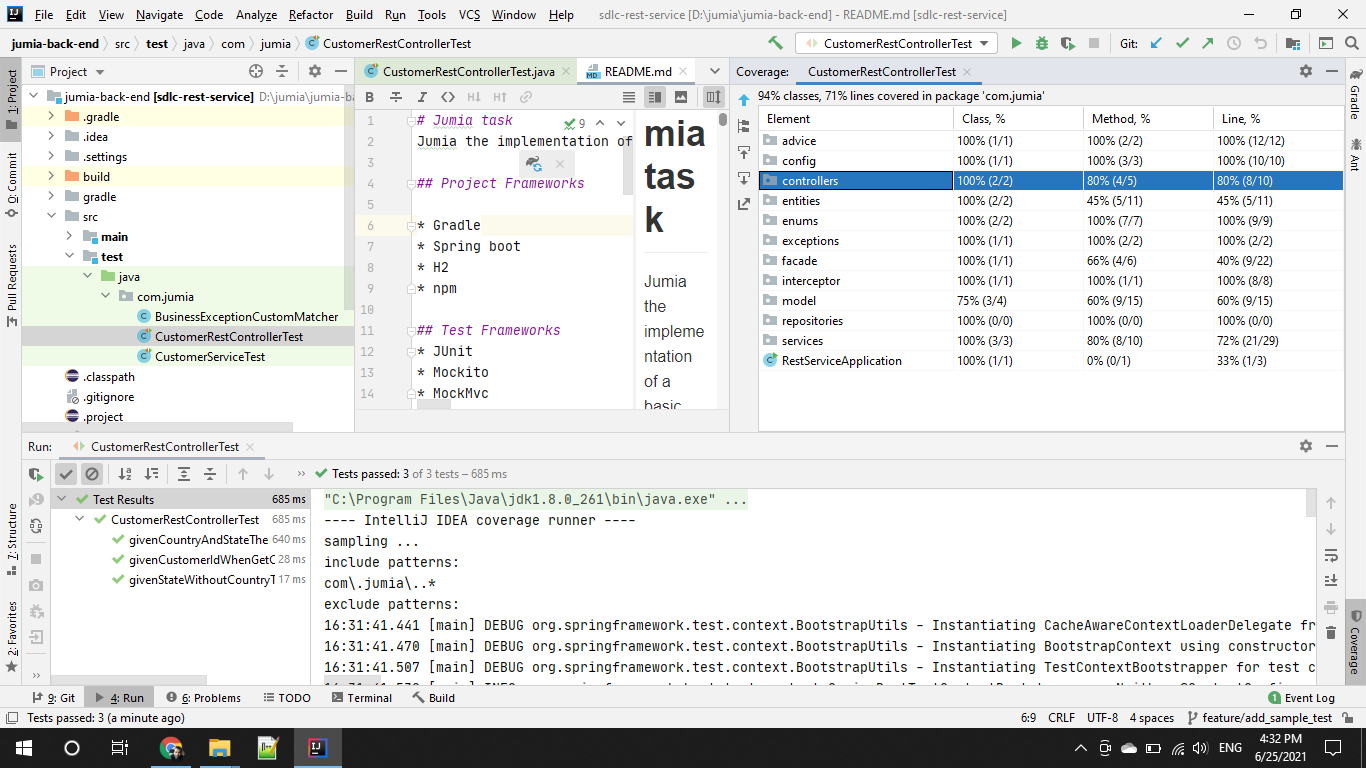 File Edit View Navigate Code Analyze Refactor Build Run Tools VCS Window Help sdlc-rest-service [D:\jumia\jumia-back-end] - README.md [sdlc-rest-service]
jumia-back-end src test java com jumia CustomerRestControllerTest CustomerRestControllerTest Git:
1: Project
0: Commit
Pull Requests
7: Structure
2: Favorites
Project
jumia-back-end [sdlc-rest-service] D:\jumia\jumia-ba
.gradle
.idea
.settings
build
gradle
src
main
test
java
com.jumia
BusinessExceptionCustomMatcher
CustomerRestControllerTest
CustomerServiceTest
.classpath
.gitignore
.project
CustomerRestControllerTest.java README.md
B I H↓ H↑
9
1 # Jumia task
2 Jumia the implementation of
3
4 ## Project Frameworks
5
6 * Gradle
7 * Spring boot
8 * H2
9 * npm
10
11 ## Test Frameworks
12 * JUnit
13 * Mockito
14 * MockMvc
mia
tas
k
Jumia
the
impleme
ntation
of a
basic
Coverage: CustomerRestControllerTest
94% classes, 71% lines covered in package 'com.jumia'
Element Class, % Method, % Line, %
advice 100% (1/1) 100% (2/2) 100% (12/12)
config 100% (1/1) 100% (3/3) 100% (10/10)
controllers 100% (2/2) 80% (4/5) 80% (8/10)
entities 100% (2/2) 45% (5/11) 45% (5/11)
enums 100% (2/2) 100% (7/7) 100% (9/9)
exceptions 100% (1/1) 100% (2/2) 100% (2/2)
facade 100% (1/1) 66% (4/6) 40% (9/22)
interceptor 100% (1/1) 100% (1/1) 100% (8/8)
model 75% (3/4) 60% (9/15) 60% (9/15)
repositories 100% (0/0) 100% (0/0) 100% (0/0)
services 100% (3/3) 80% (8/10) 72% (21/29)
RestServiceApplication 100% (1/1) 0% (0/1) 33% (1/3)
Gradle
Ant
Coverage
Run: CustomerRestControllerTest
Tests passed: 3 of 3 tests – 685 ms
Test Results 685 ms
CustomerRestControllerTest 685 ms
givenCountryAndStateThe 640 ms
givenCustomerIdWhenGetC 28 ms
givenStateWithoutCountryT 17 ms
"C:\Program Files\Java\jdk1.8.0_261\bin\java.exe" ...
---- IntelliJ IDEA coverage runner ----
sampling ...
include patterns:
com\.jumia\..*
exclude patterns:
16:31:41.441 [main] DEBUG org.springframework.test.context.BootstrapUtils - Instantiating CacheAwareContextLoaderDelegate fr
16:31:41.470 [main] DEBUG org.springframework.test.context.BootstrapUtils - Instantiating BootstrapContext using constructor
16:31:41.507 [main] DEBUG org.springframework.test.context.BootstrapUtils - Instantiating TestContextBootstrapper for test c
9: Git 4: Run 6: Problems TODO Terminal Build 1 Event Log
Tests passed: 3 (a minute ago) 6:9 CRLF UTF-8 4 spaces feature/add_sample_test
ENG
4:32 PM
6/25/2021